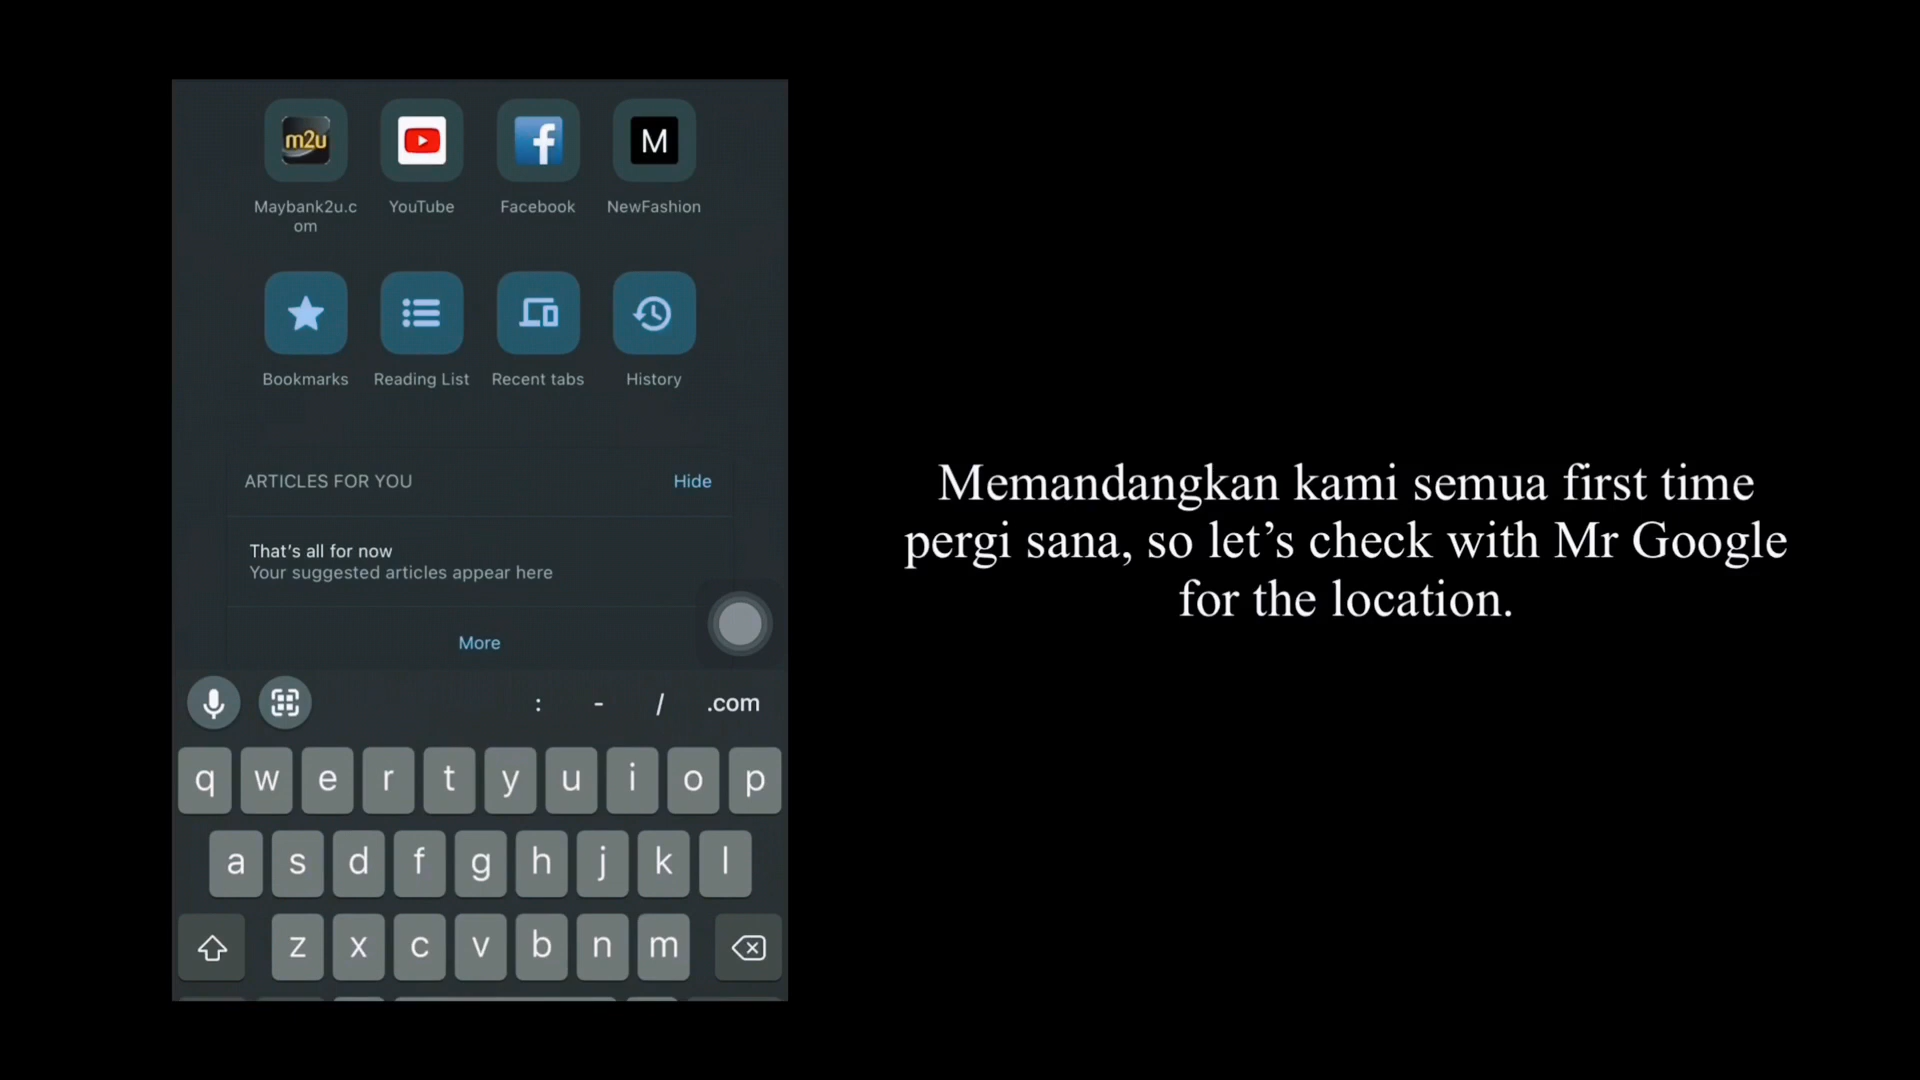 m2u
M
Maybank2u.c
om
YouTube
Facebook
NewFashion
Bookmarks
Reading List
Recent tabs
History
ARTICLES FOR YOU
Hide
That's all for now
Your suggested articles appear here
More
: - / .com
q w e r t y u i o p
a s d f g h j k l
z x c v b n m
Memandangkan kami semua first time
pergi sana, so let’s check with Mr Google
for the location.